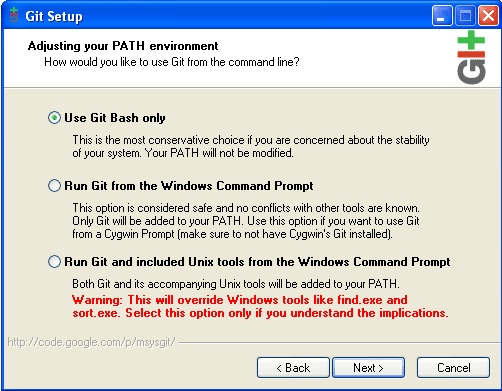 Git Setup
Adjusting your PATH environment
How would you like to use Git from the command line?
Git
Use Git Bash only
This is the most conservative choice if you are concerned about the stability
of your system. Your PATH will not be modified.
Run Git from the Windows Command Prompt
This option is considered safe and no conflicts with other tools are known.
Only Git will be added to your PATH. Use this option if you want to use Git
from a Cygwin Prompt (make sure to not have Cygwin's Git installed).
Run Git and included Unix tools from the Windows Command Prompt
Both Git and its accompanying Unix tools will be added to your PATH.
Warning: This will override Windows tools like find.exe and
sort.exe. Select this option only if you understand the implications.
http://code.google.com/p/msysgit/
< Back
Next >
Cancel